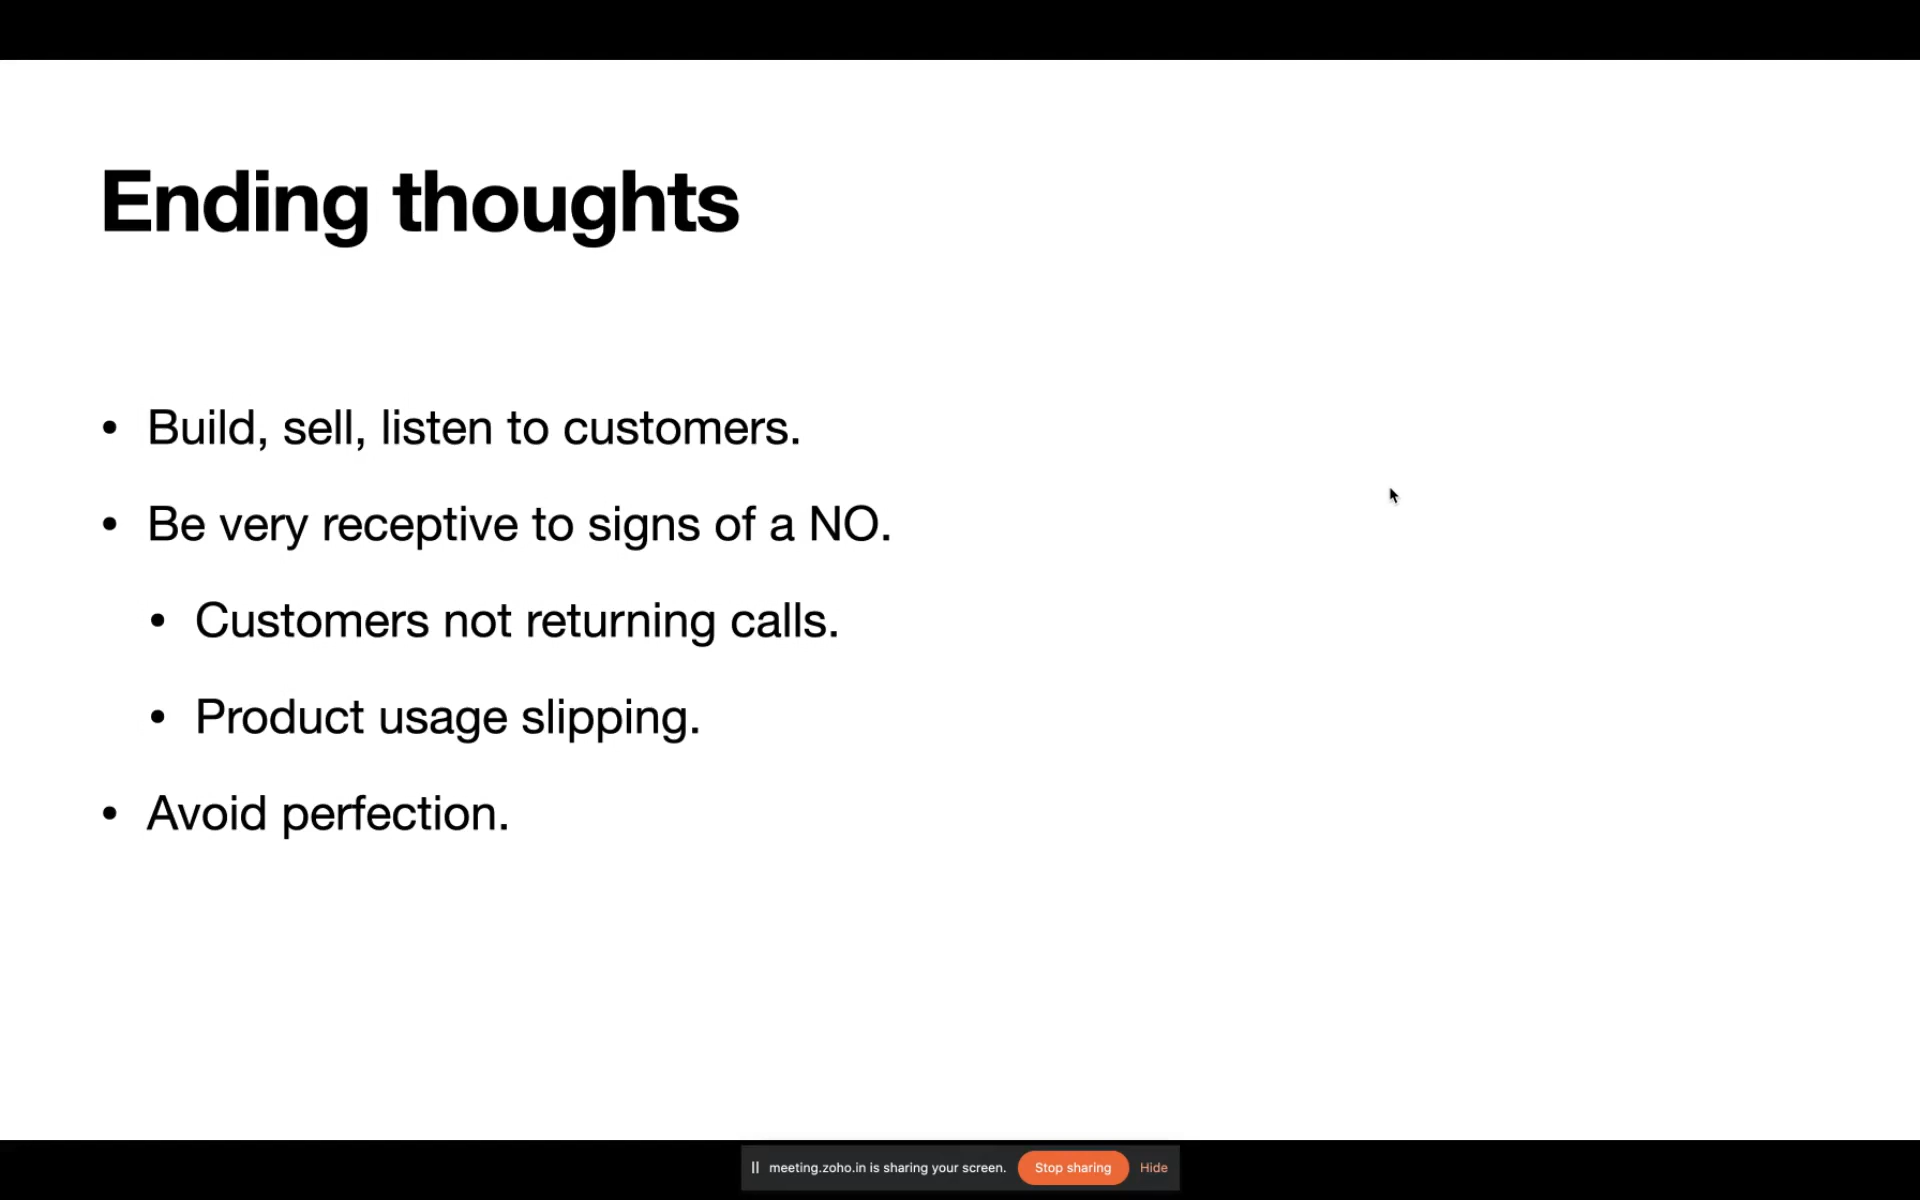 Ending thoughts
• Build, sell, listen to customers.
• Be very receptive to signs of a NO.
• Customers not returning calls.
• Product usage slipping.
• Avoid perfection.
meeting.zoho.in is sharing your screen. Stop sharing Hide